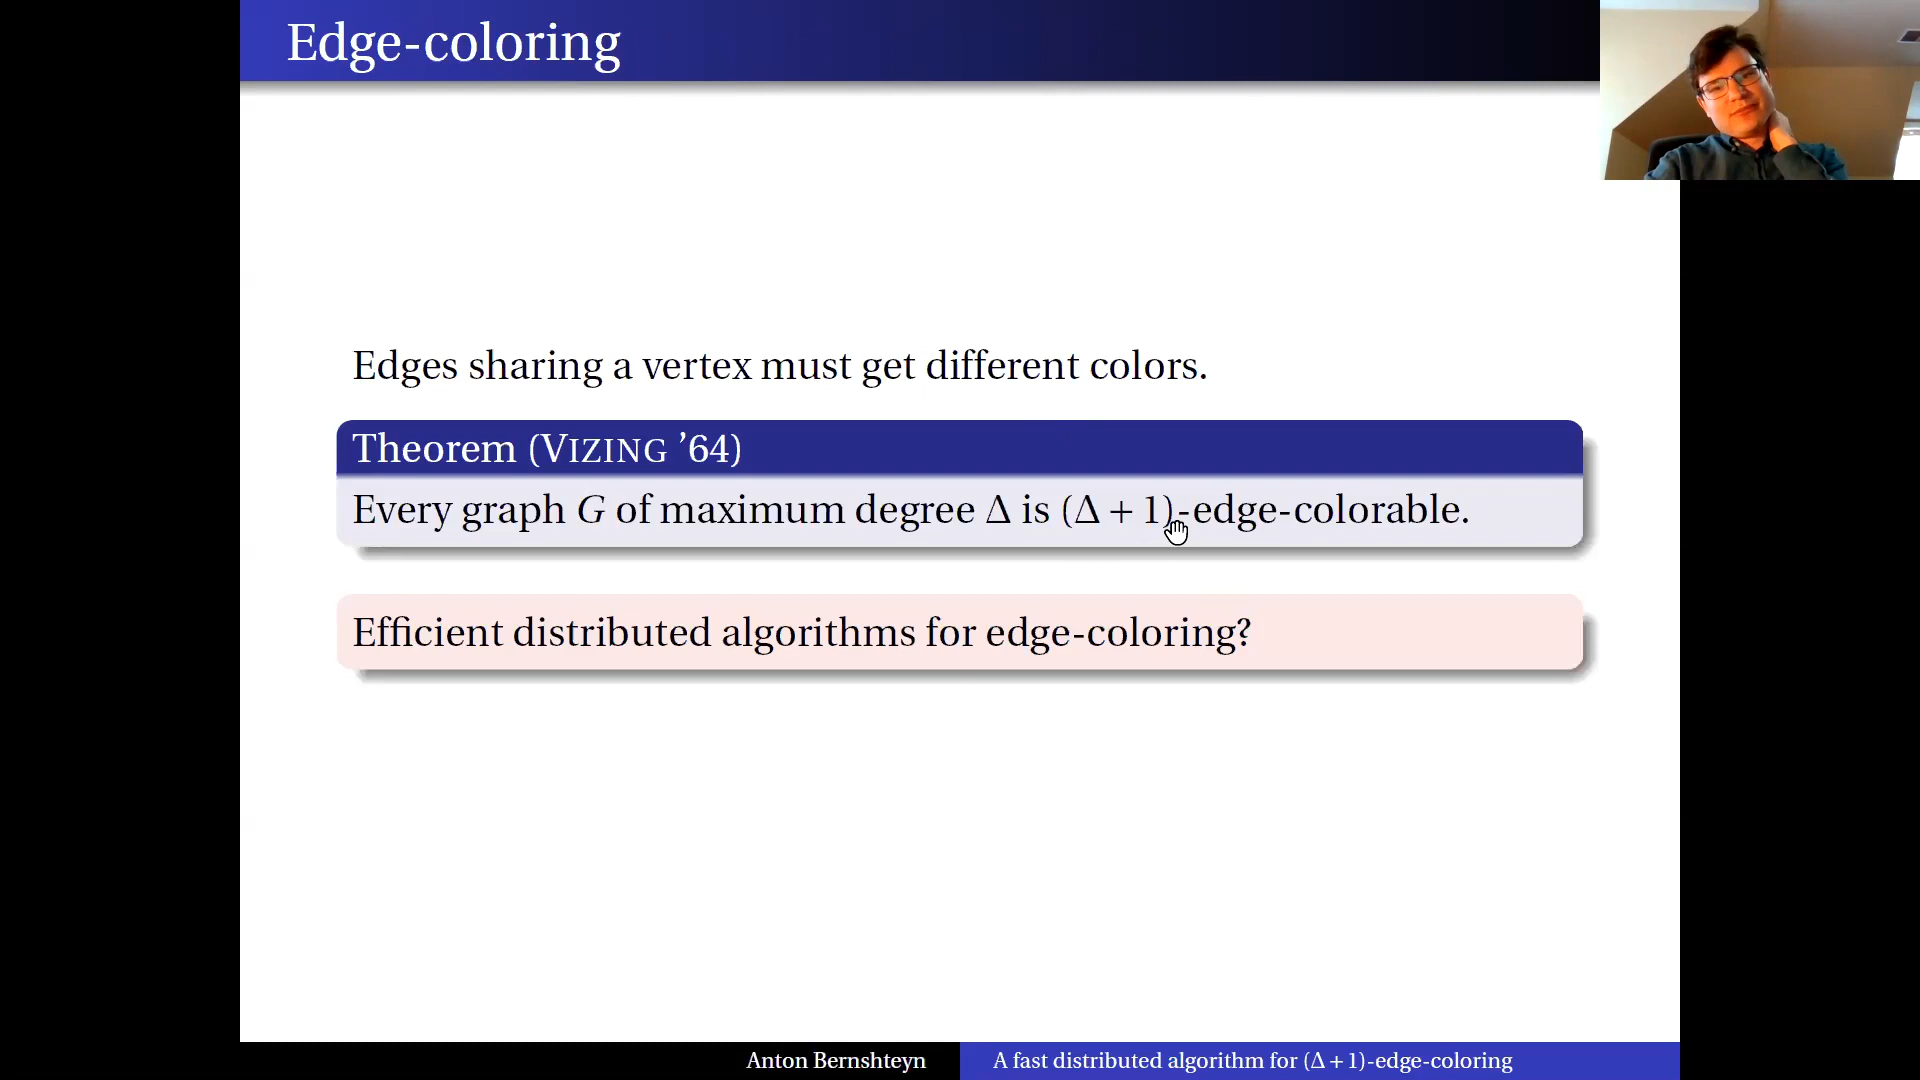 Edge-coloring
Edges sharing a vertex must get different colors.
Theorem (VIZING ’64)
Every graph G of maximum degree Δ is (Δ + 1)-edge-colorable.
Efficient distributed algorithms for edge-coloring?
Anton Bernshteyn
A fast distributed algorithm for (Δ + 1)-edge-coloring